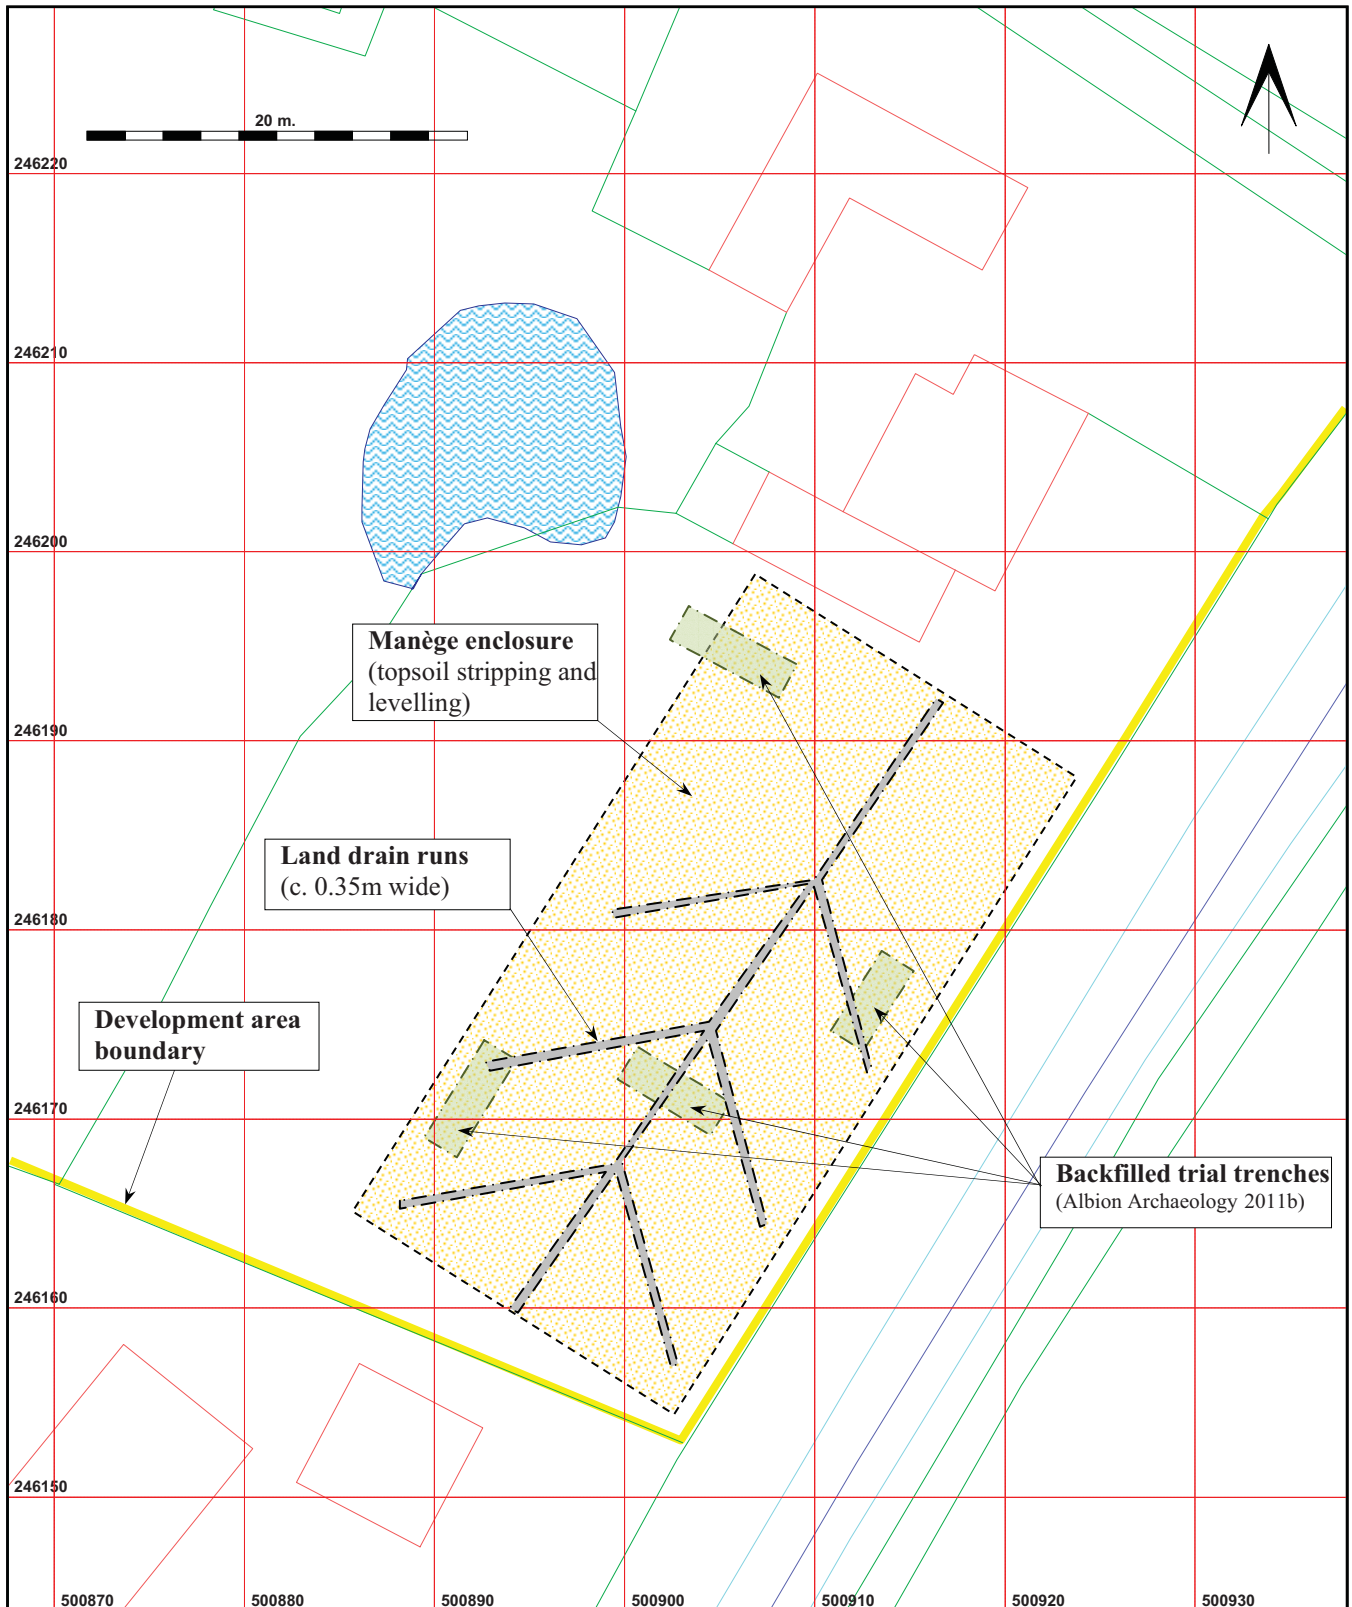 20 m.
246220
246210
246200
Manège enclosure
(topsoil stripping and
levelling)
246190
Land drain runs
(c. 0.35m wide)
246180
Development area
boundary
246170
Backfilled trial trenches
(Albion Archaeology 2011b)
246160
246150
500870
500880
500890
500900
500910
500920
500930